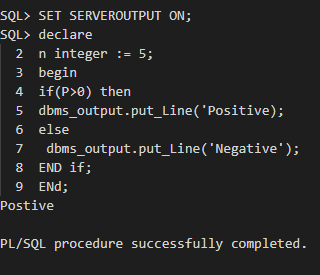 SQL> SET SERVEROUTPUT ON;
SQL> declare
2 n integer := 5;
3 begin
4 if(P>0) then
5 dbms_output.put_Line('Positive);
6 else
7 dbms_output.put_Line('Negative');
8 END if;
9 ENd;
Postive
PL/SQL procedure successfully completed.